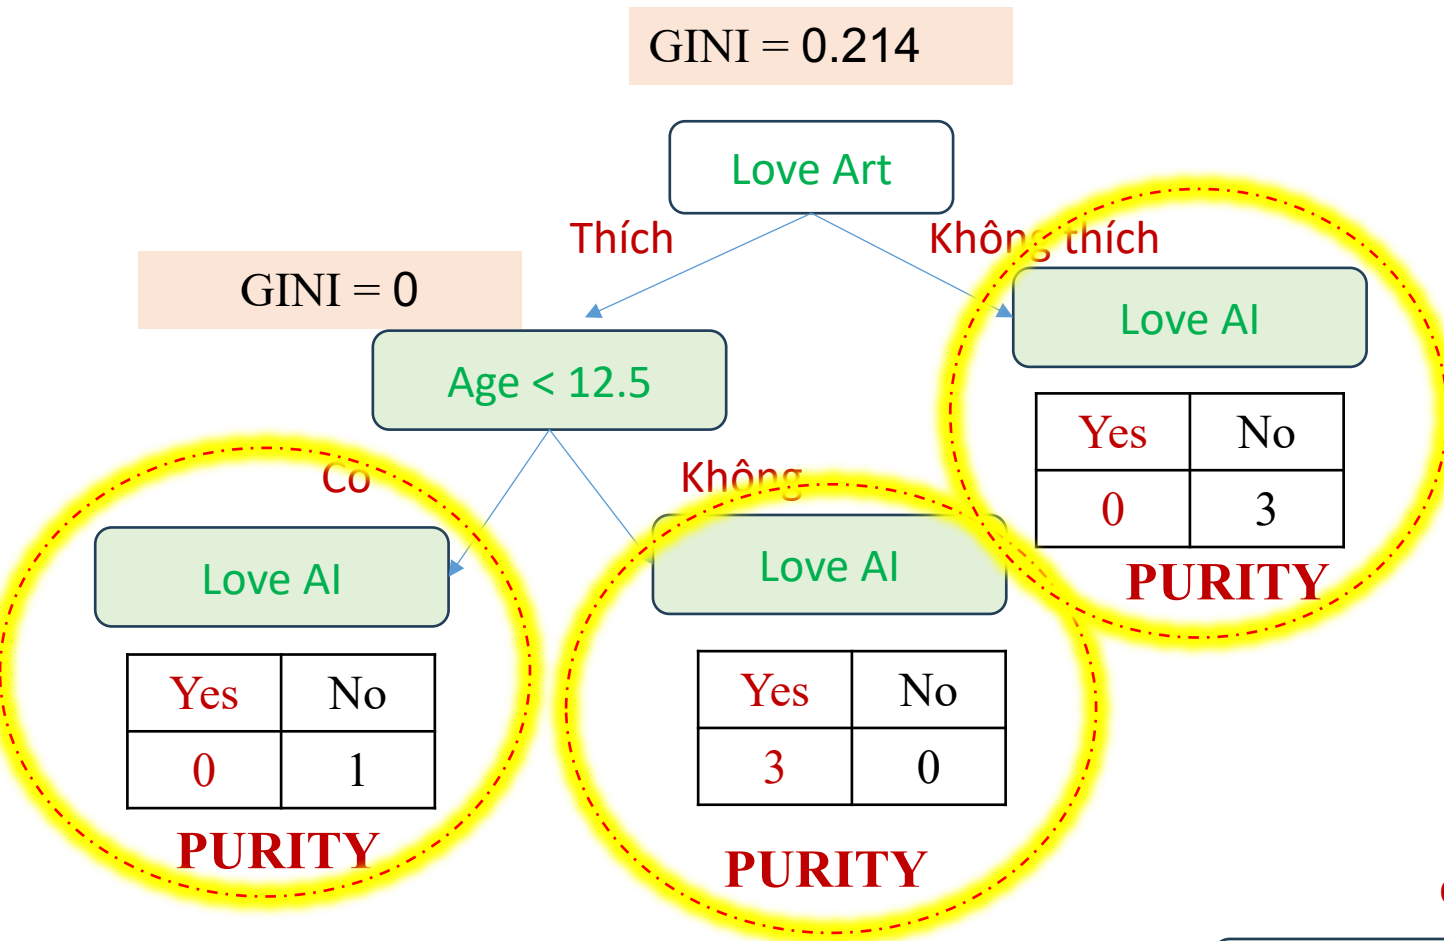 GINI = 0.214
Love Art
Thích
Không thích
GINI = 0
Love AI
Age < 12.5
Yes No
0 3
PURITY
Có
Không
Love AI
Love AI
Yes No
0 1
PURITY
Yes No
3 0
PURITY